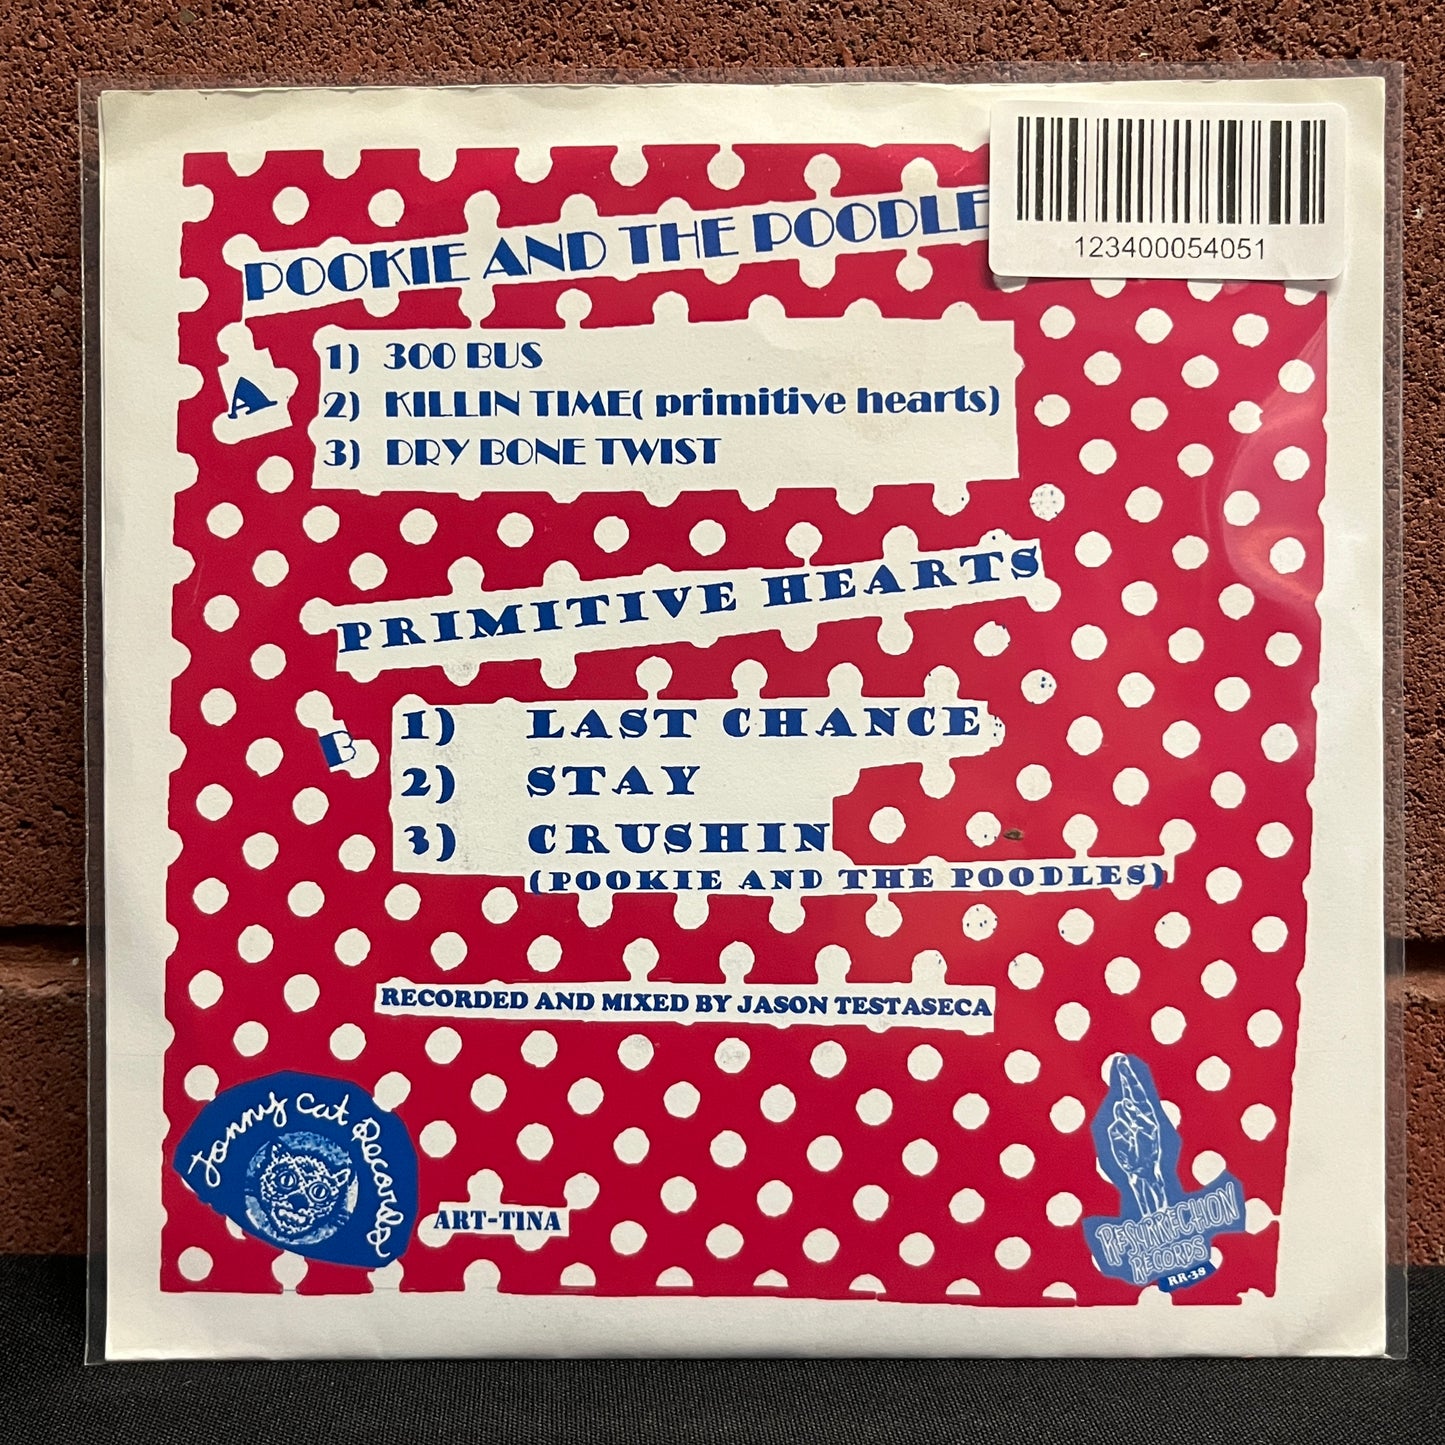 POOKIE AND THE POODLE
123400054051
A
1) 300 BUS
2) KILLIN TIME( primitive hearts)
3) DRY BONE TWIST
PRIMITIVE HEARTS
B
1) LAST CHANCE
2) STAY
3) CRUSHIN
(POOKIE AND THE POODLES)
RECORDED AND MIXED BY JASON TESTASECA
Jonny Cat Records
ART-TINA
RESURRECTION
RECORDS
RR-38